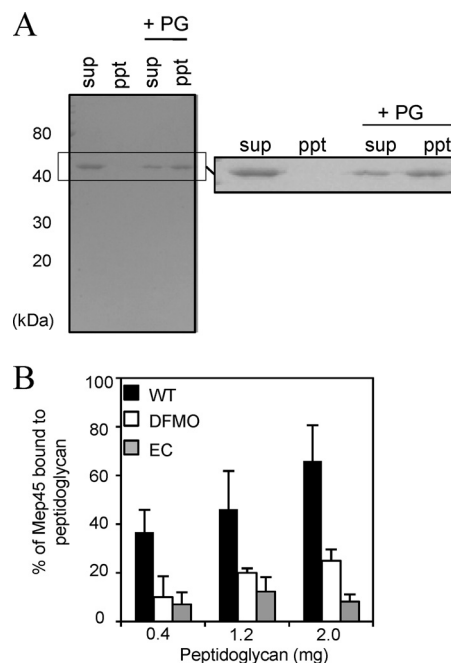 A
+ PG
sup ppt sup ppt
+ PG
sup ppt sup ppt
80
40
30
20
(kDa)
B
% of Mep45 bound to
peptidoglycan
100
80
60
40
20
0
WT
DFMO
EC
0.4 1.2 2.0
Peptidoglycan (mg)